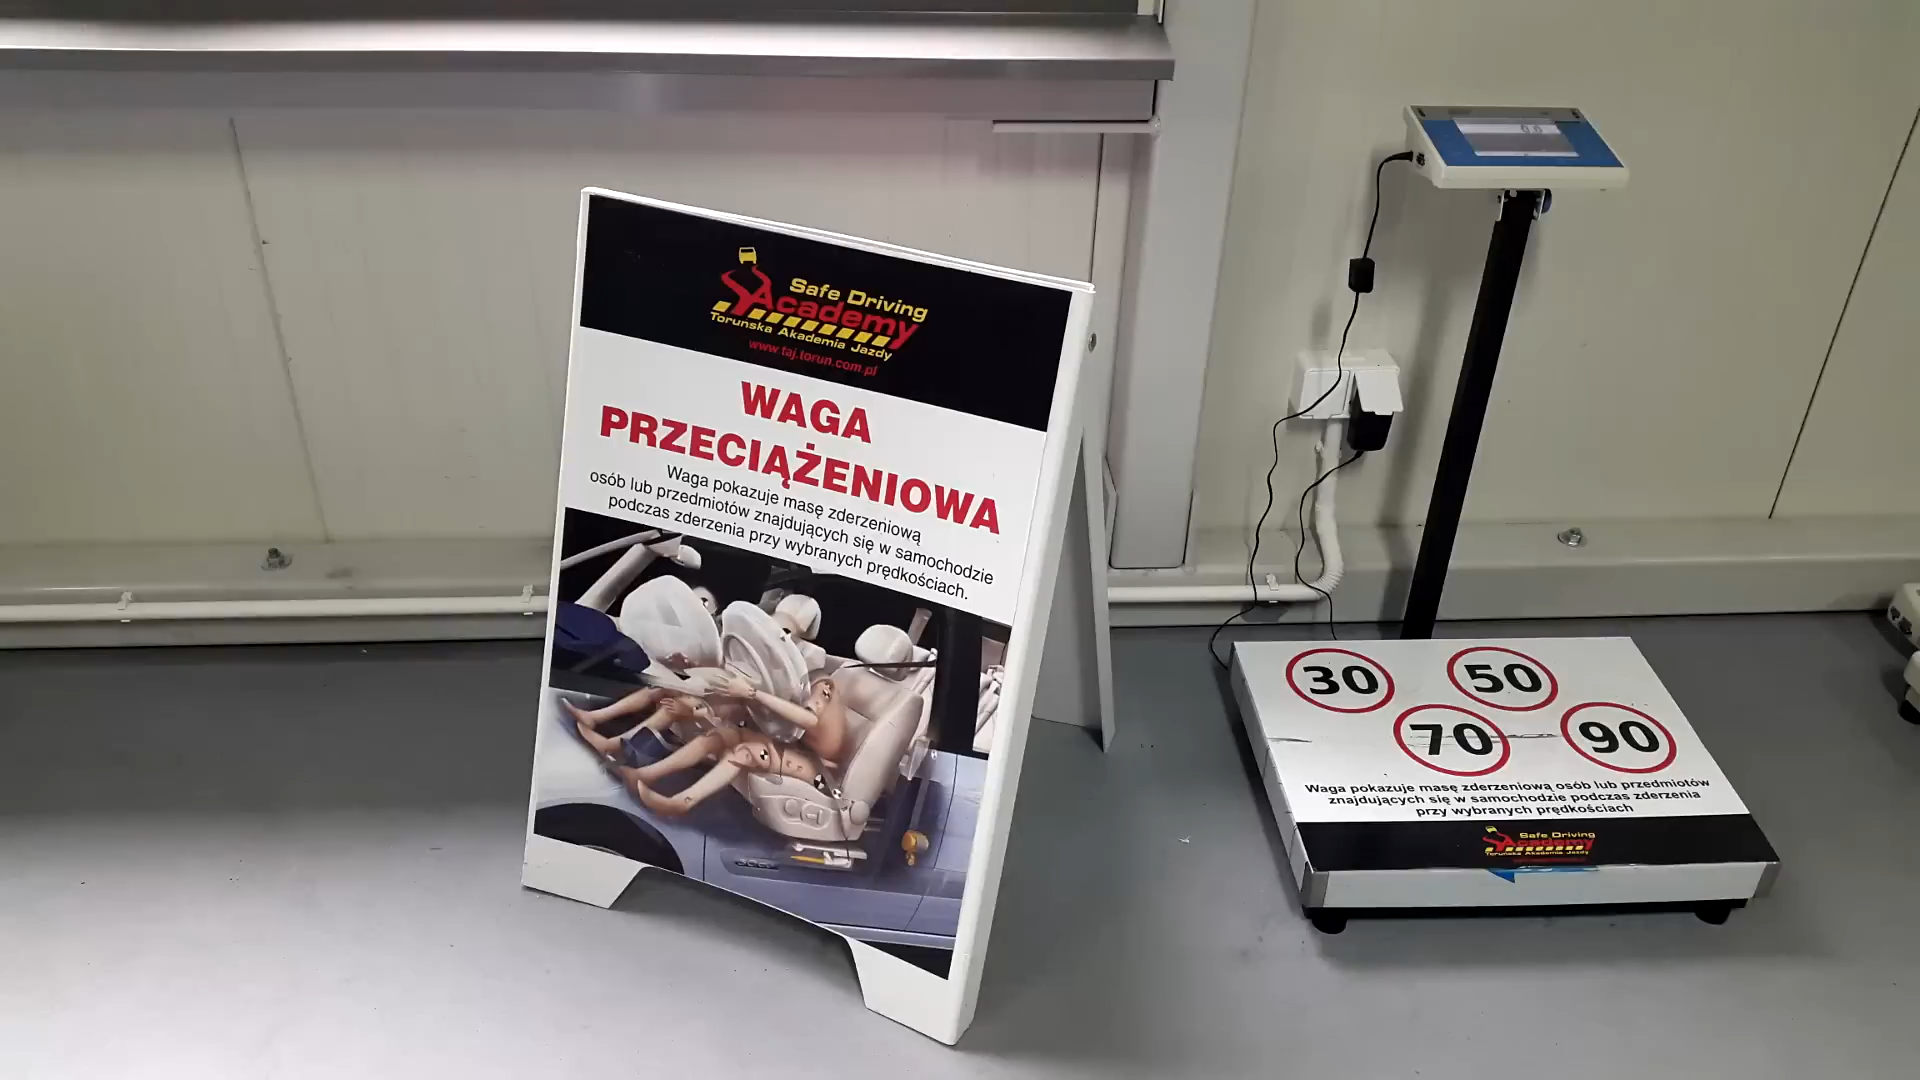 Safe Driving
Academy
Toruńska Akademia Jazdy
www.taj.torun.com.pl
WAGA
PRZECIĄŻENIOWA
Waga pokazuje masę zderzeniową
osób lub przedmiotów znajdujących się w samochodzie
podczas zderzenia przy wybranych prędkościach.
0.0
30 50
70 90
Waga pokazuje masę zderzeniową osób lub przedmiotów
znajdujących się w samochodzie podczas zderzenia
przy wybranych prędkościach
Safe Driving
Academy
Toruńska Akademia Jazdy